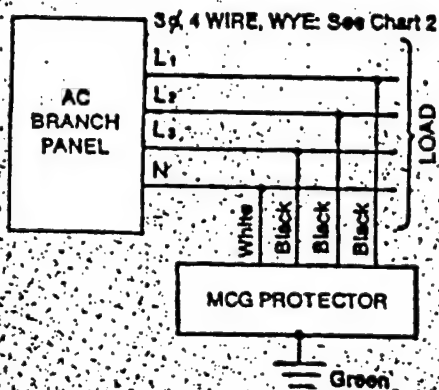 3ϕ, 4 WIRE, WYE: See Chart 2
L₁
AC BRANCH PANEL
L₂
L₃
N
LOAD
White
Black
Black
Black
MCG PROTECTOR
Green